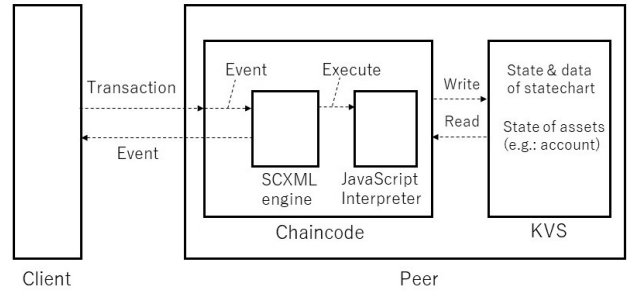 Transaction
Event
Event
Execute
SCXML
engine
JavaScript
Interpreter
Chaincode
Write
Read
State & data
of statechart
State of assets
(e.g.: account)
KVS
Client
Peer